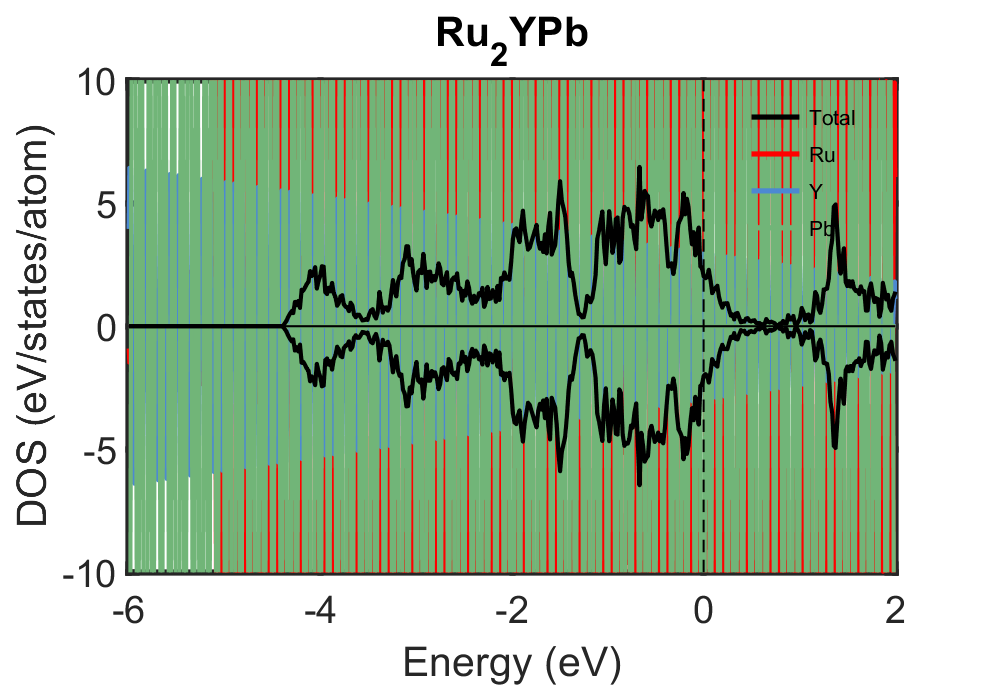 Ru2YPb
10
5
0
-5
-10
DOS (eV/states/atom)
Total
Ru
Y
Pb
-6 -4 -2 0 2
Energy (eV)